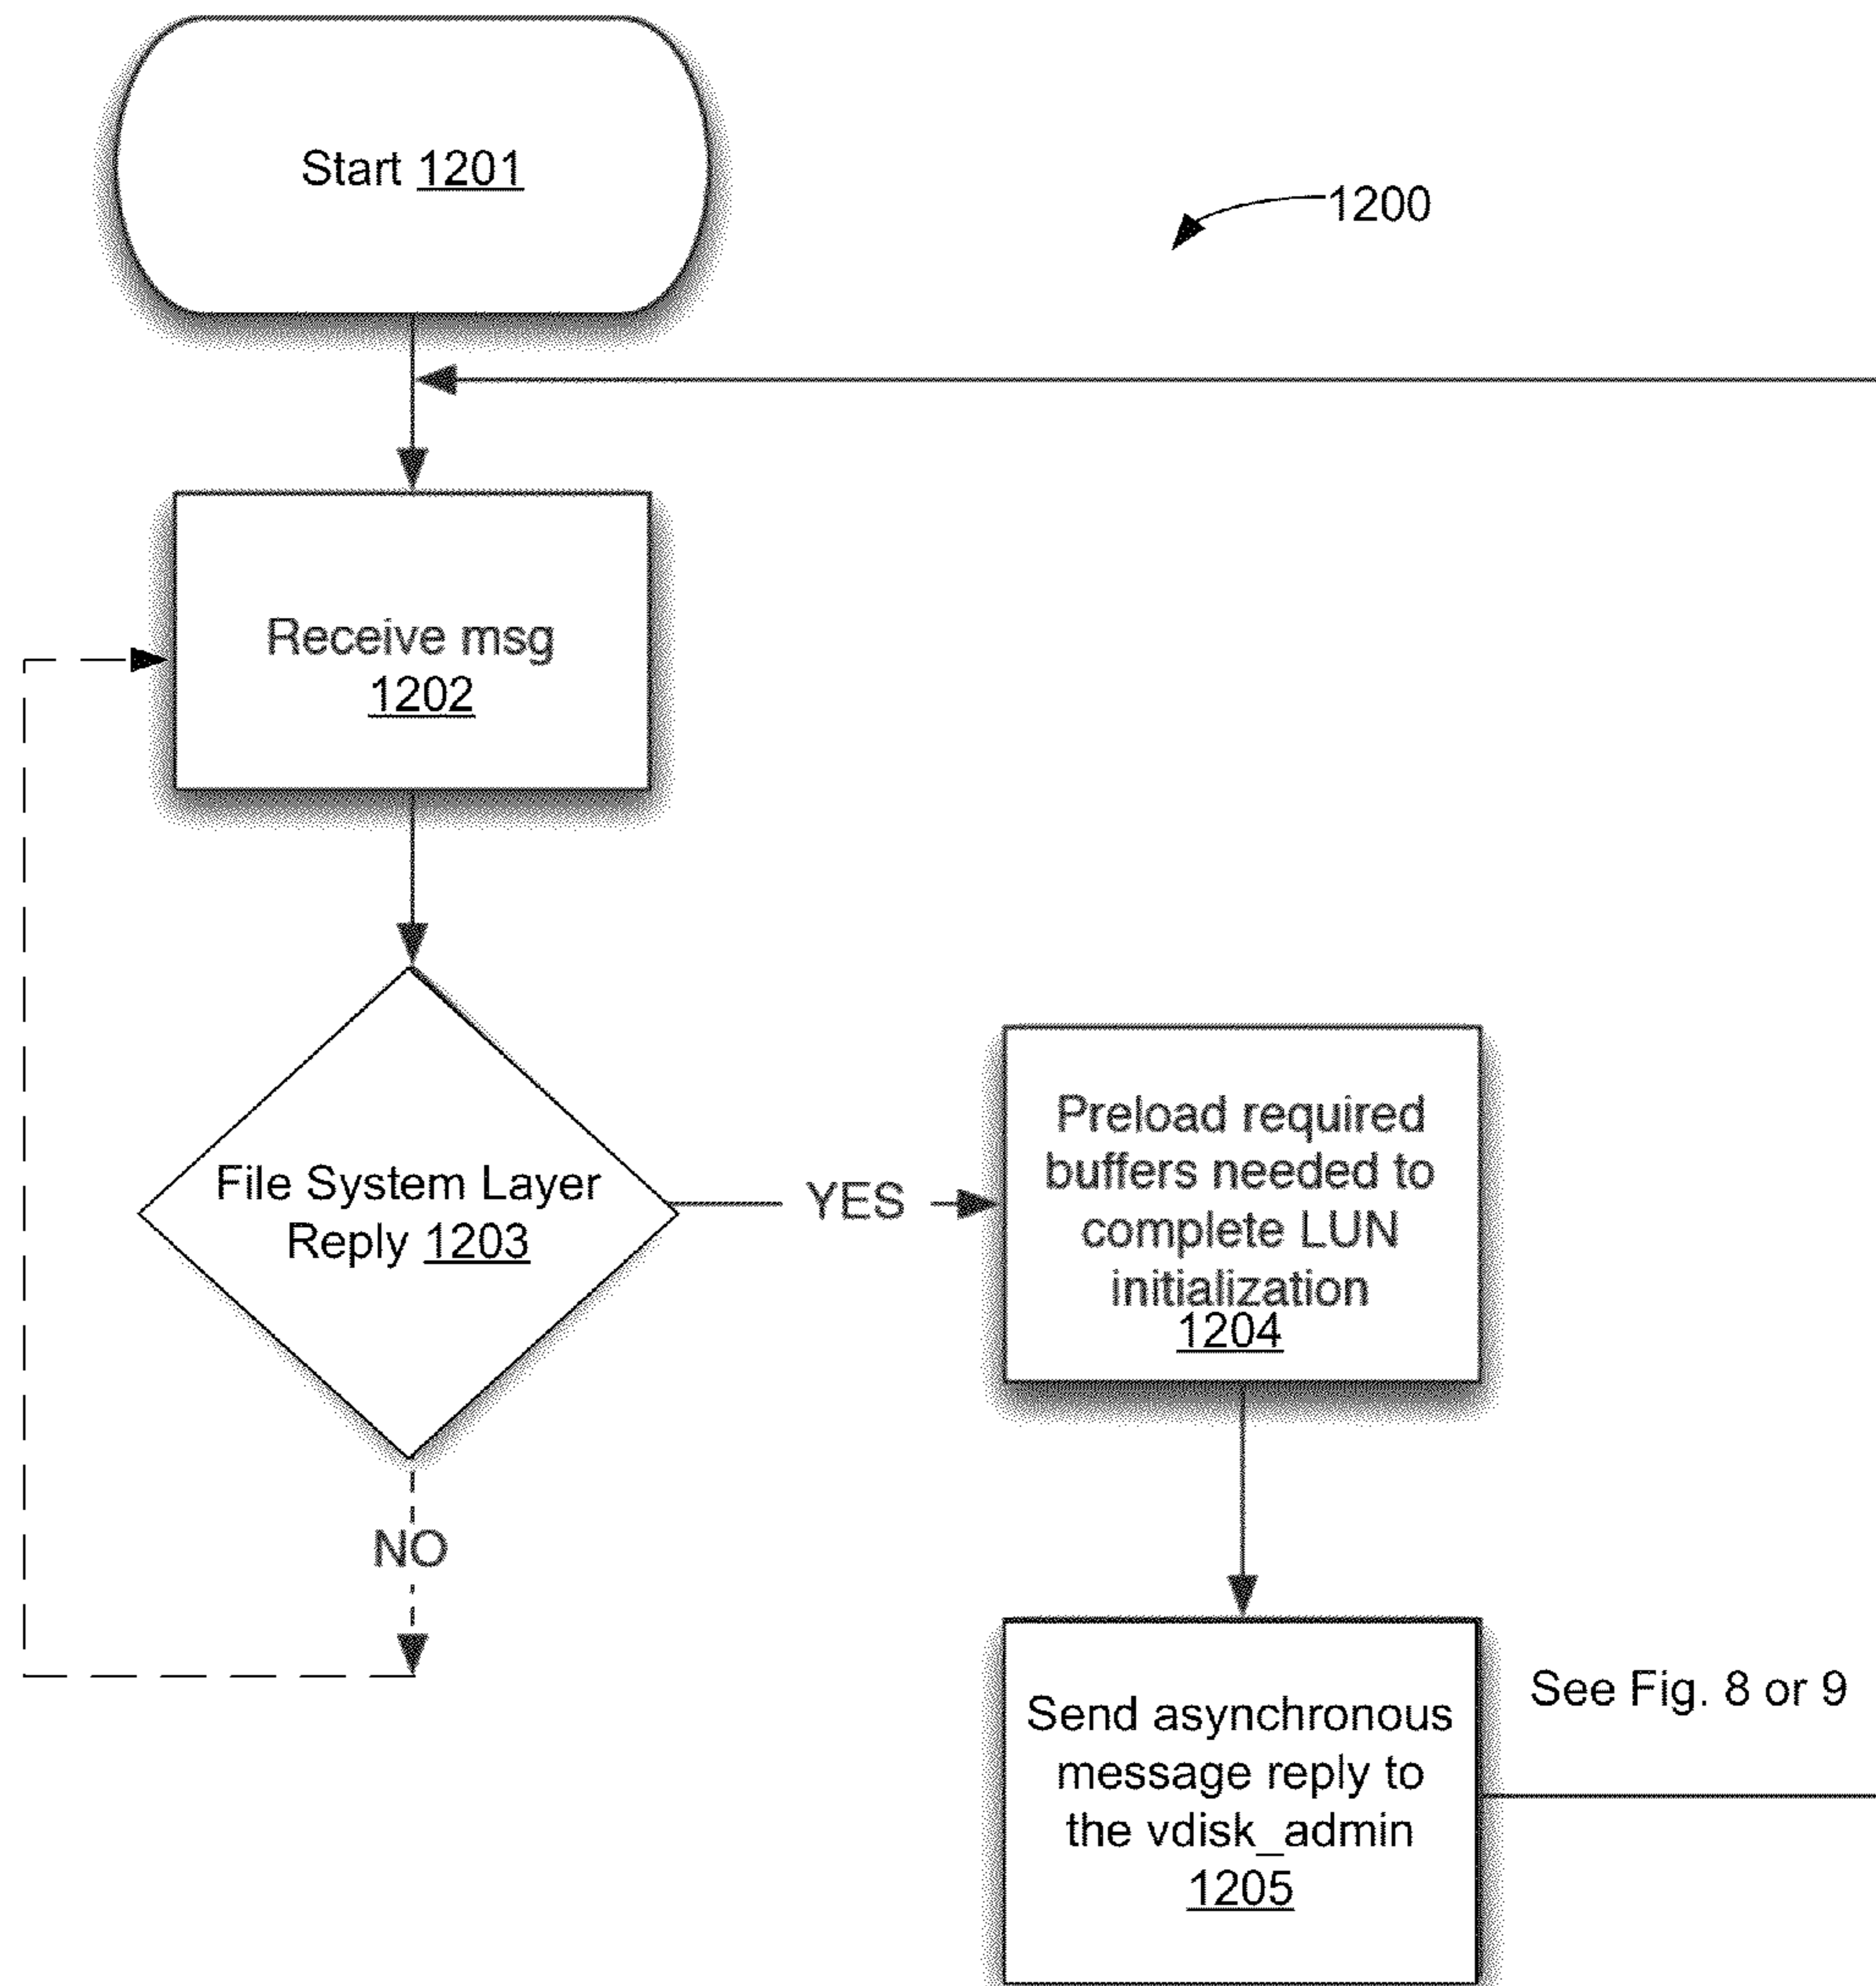 Start 1201
1200
Receive msg
1202
File System Layer
Reply 1203
YES
NO
Preload required
buffers needed to
complete LUN
initialization
1204
Send asynchronous
message reply to
the vdisk_admin
1205
See Fig. 8 or 9